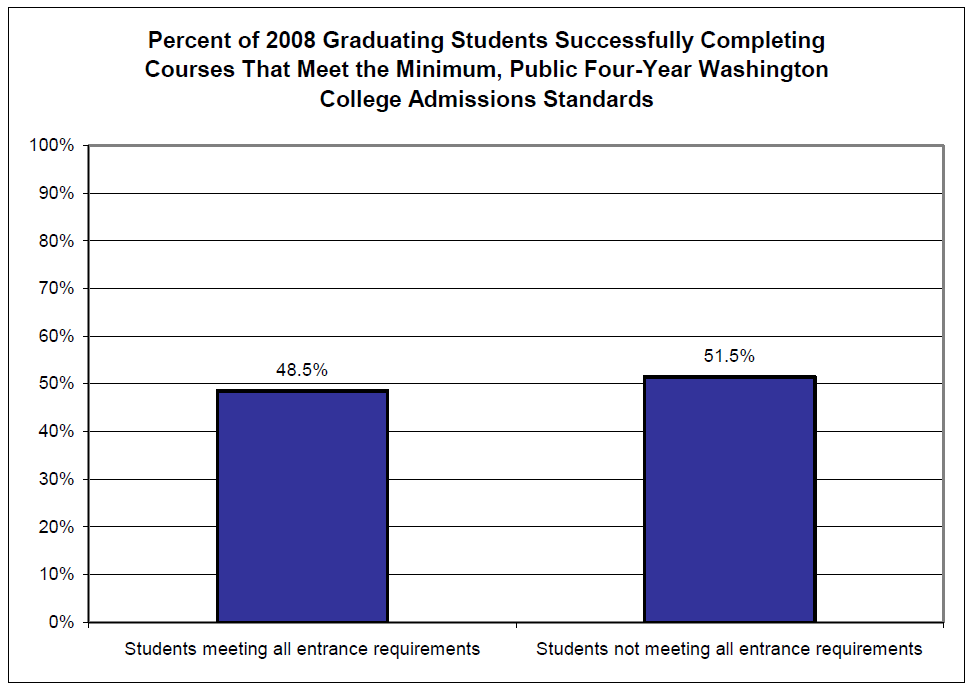 Percent of 2008 Graduating Students Successfully Completing
Courses That Meet the Minimum, Public Four-Year Washington
College Admissions Standards
100%
90%
80%
70%
60%
50%
40%
30%
20%
10%
0%
48.5%
51.5%
Students meeting all entrance requirements
Students not meeting all entrance requirements